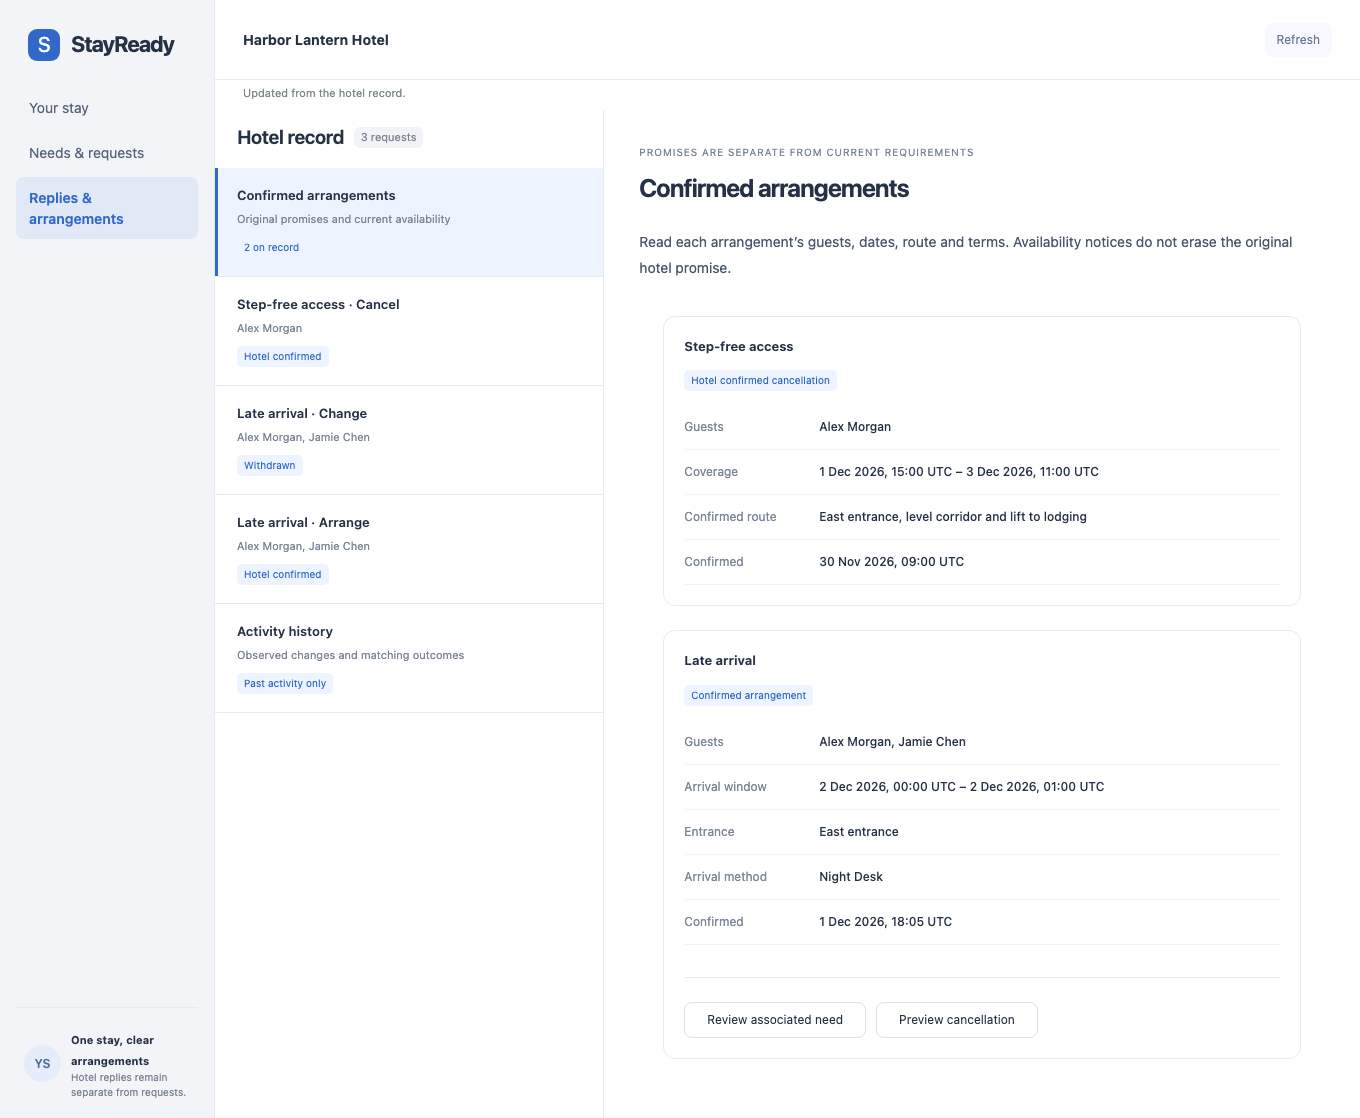 S StayReady
Your stay
Needs & requests
Replies &
arrangements
YS
One stay, clear
arrangements
Hotel replies remain
separate from requests.
Harbor Lantern Hotel
Refresh
Updated from the hotel record.
Hotel record 3 requests
Confirmed arrangements
Original promises and current availability
2 on record
Step-free access · Cancel
Alex Morgan
Hotel confirmed
Late arrival · Change
Alex Morgan, Jamie Chen
Withdrawn
Late arrival · Arrange
Alex Morgan, Jamie Chen
Hotel confirmed
Activity history
Observed changes and matching outcomes
Past activity only
PROMISES ARE SEPARATE FROM CURRENT REQUIREMENTS
Confirmed arrangements
Read each arrangement’s guests, dates, route and terms. Availability notices do not erase the original
hotel promise.
Step-free access
Hotel confirmed cancellation
Guests Alex Morgan
Coverage 1 Dec 2026, 15:00 UTC – 3 Dec 2026, 11:00 UTC
Confirmed route East entrance, level corridor and lift to lodging
Confirmed 30 Nov 2026, 09:00 UTC
Late arrival
Confirmed arrangement
Guests Alex Morgan, Jamie Chen
Arrival window 2 Dec 2026, 00:00 UTC – 2 Dec 2026, 01:00 UTC
Entrance East entrance
Arrival method Night Desk
Confirmed 1 Dec 2026, 18:05 UTC
Review associated need Preview cancellation